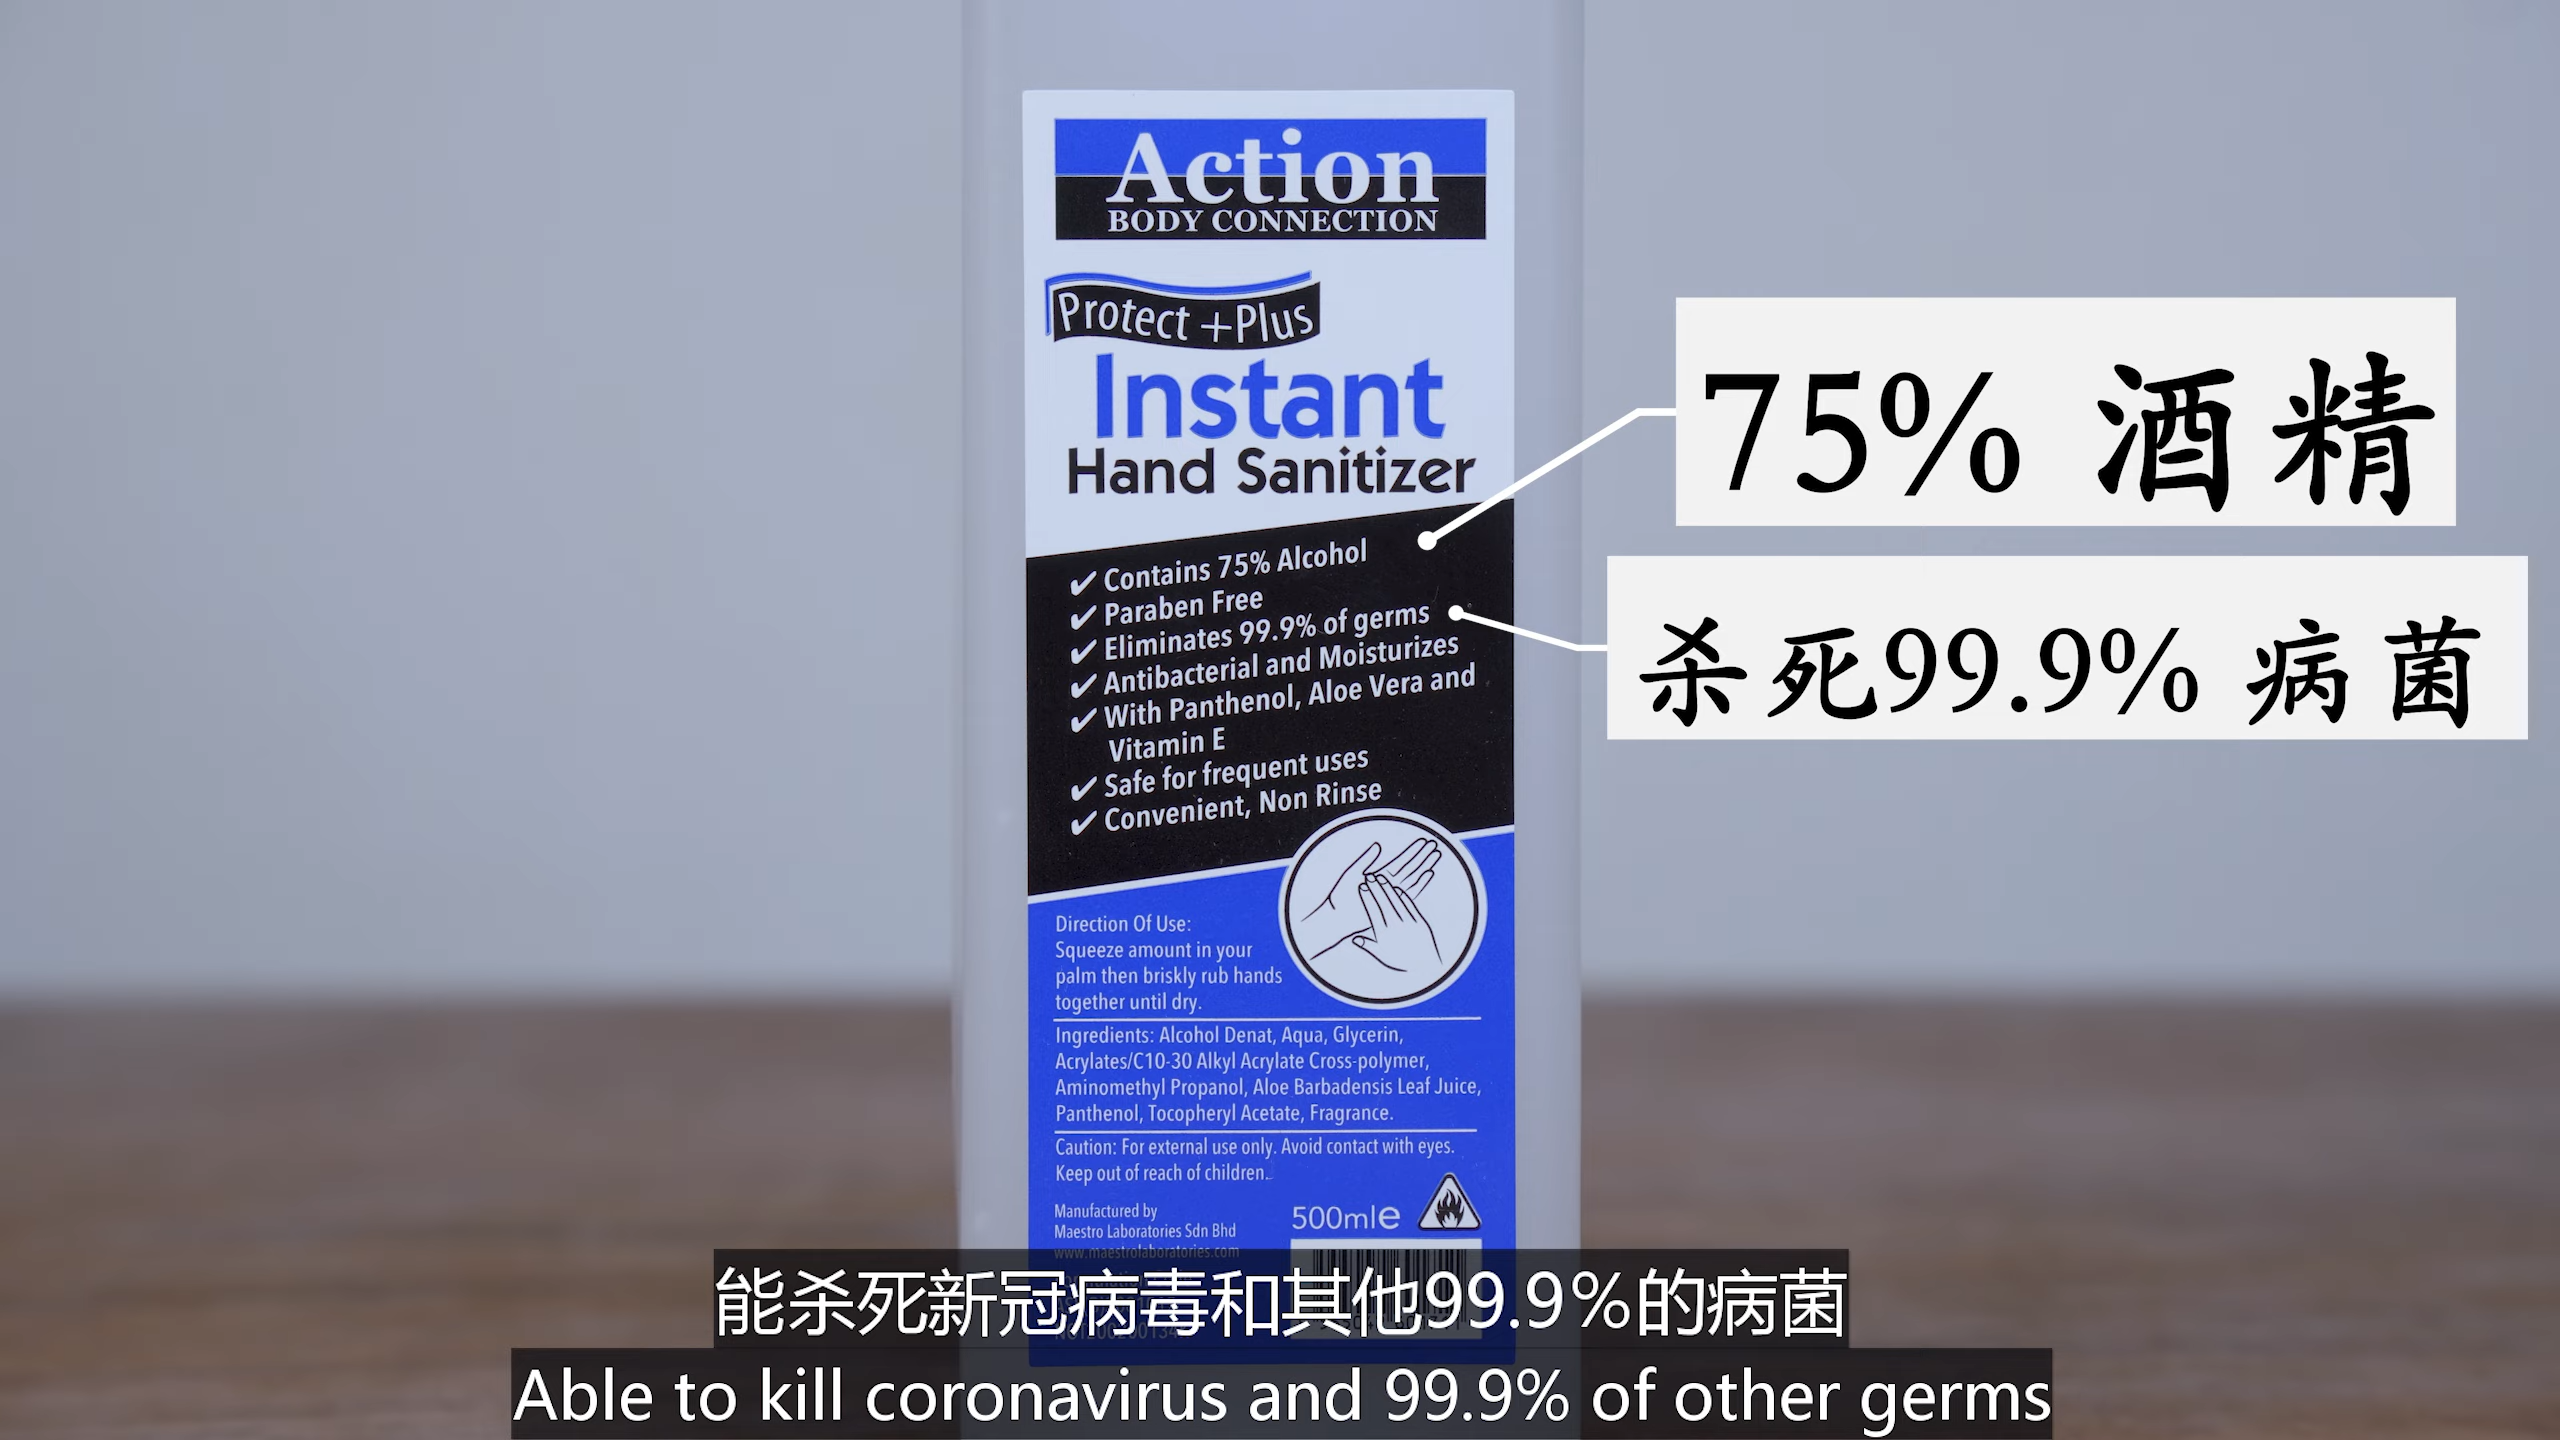 Action
BODY CONNECTION
Protect +Plus
Instant
Hand Sanitizer
✔ Contains 75% Alcohol
✔ Paraben Free
✔ Eliminates 99.9% of germs
✔ Antibacterial and Moisturizes
✔ With Panthenol, Aloe Vera and
Vitamin E
✔ Safe for frequent uses
✔ Convenient, Non Rinse
75% 酒精
杀死99.9% 病菌
Direction Of Use:
Squeeze amount in your
palm then briskly rub hands
together until dry.
Ingredients: Alcohol Denat, Aqua, Glycerin,
Acrylates/C10-30 Alkyl Acrylate Cross-polymer,
Aminomethyl Propanol, Aloe Barbadensis Leaf Juice,
Panthenol, Tocopheryl Acetate, Fragrance.
Caution: For external use only. Avoid contact with eyes.
Keep out of reach of children.
Manufactured by
Maestro Laboratories Sdn Bhd
www.maestrolaboratories.com
500ml℮
能杀死新冠病毒和其他99.9%的病菌
Able to kill coronavirus and 99.9% of other germs